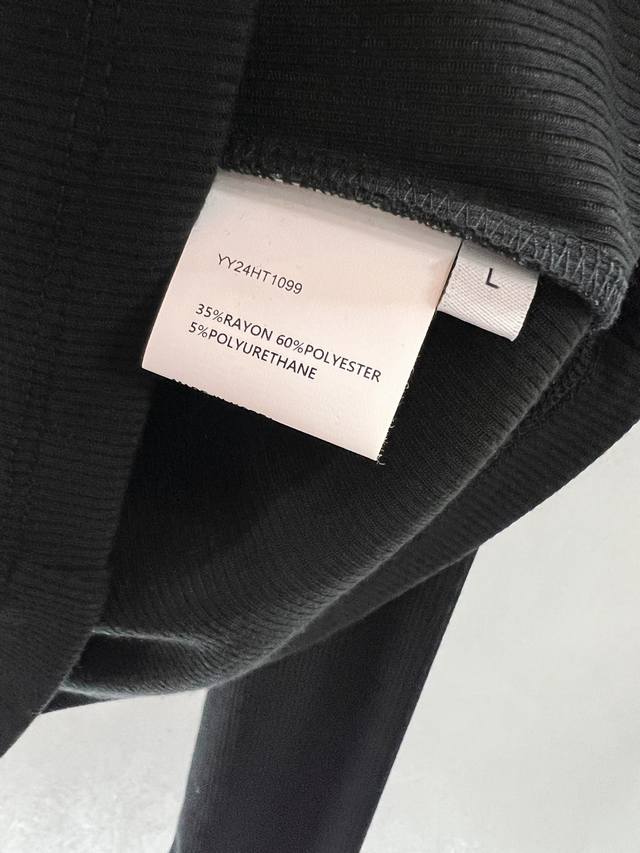 YY24HT1099
35%RAYON 60%POLYESTER
5%POLYURETHANE
L